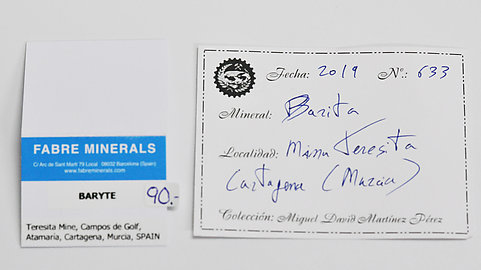 FABRE MINERALS
C/ Arc de Sant Martí 79 Local 08032 Barcelona (Spain)
www.fabreminerals.com
BARYTE
90.-
Teresita Mine, Campos de Golf,
Atamaria, Cartagena, Murcia, SPAIN
Fecha: 2019 N.º: 633
Mineral: Barita
Localidad: Mina Teresita
Cartagena (Murcia)
Colección: Miguel David Martínez Pérez